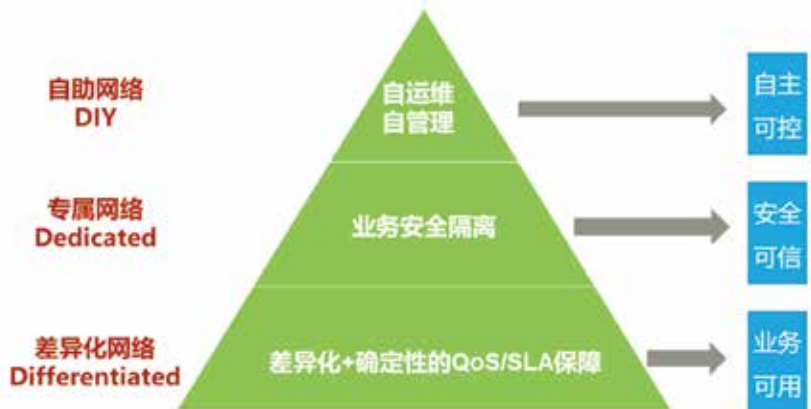 自助网络
DIY
自运维
自管理
自主
可控
专属网络
Dedicated
业务安全隔离
安全
可信
差异化网络
Differentiated
差异化+确定性的QoS/SLA保障
业务
可用